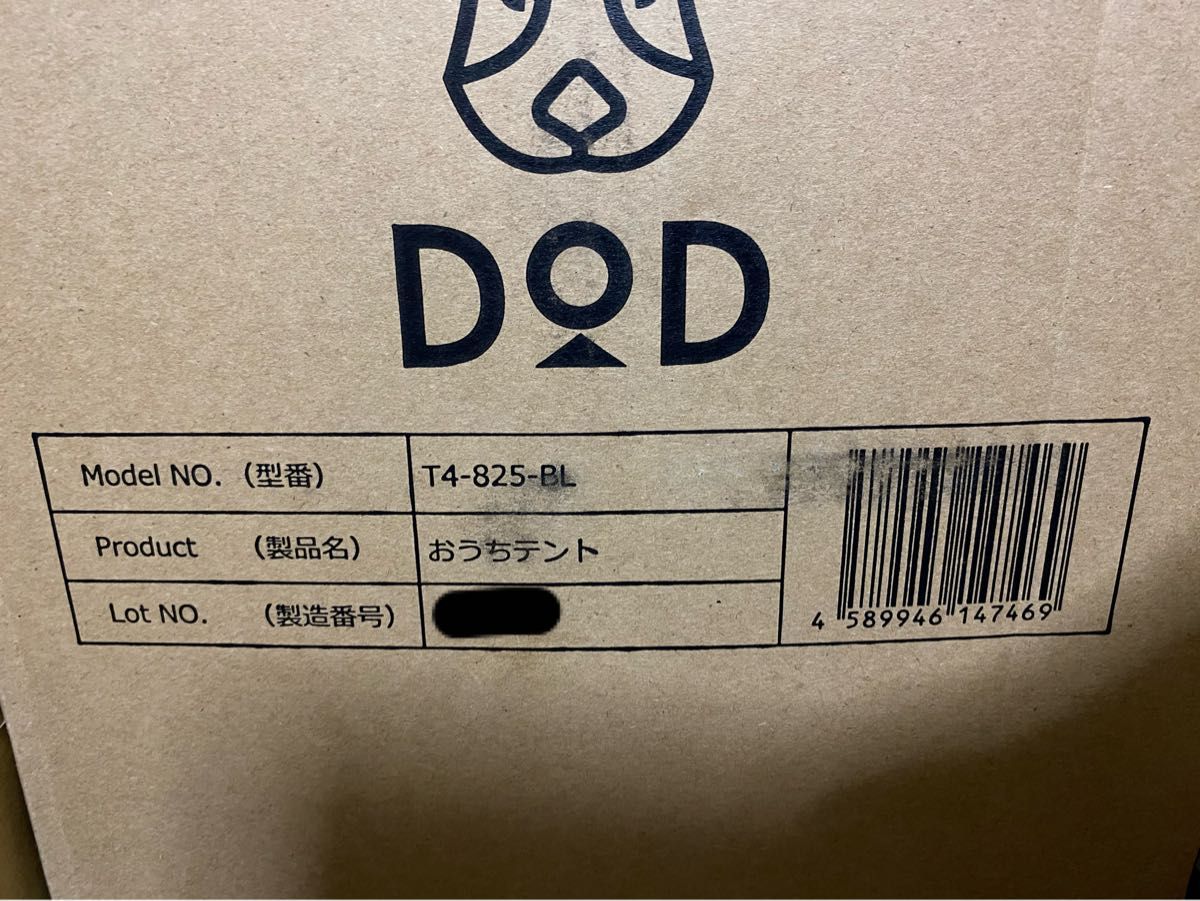 DOD
Model NO. (型番) T4-825-BL
Product (製品名) おうちテント
Lot NO. (製造番号)
4 589946 147469